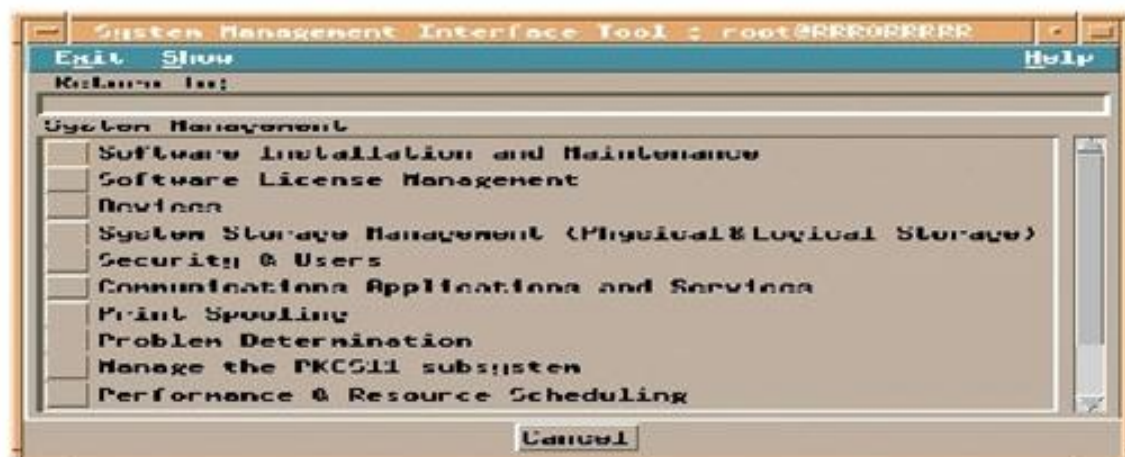 System Management Interface Tool : root@
Exit Show Help
Return To:
System Management
Software Installation and Maintenance
Software License Management
Devices
System Storage Management (Physical&Logical Storage)
Security & Users
Communications Applications and Services
Print Spooling
Problem Determination
Manage the PKCS11 subsystem
Performance & Resource Scheduling
Cancel